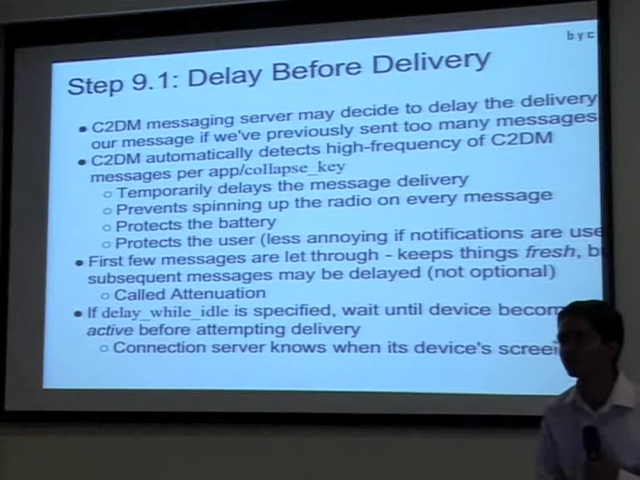 byc
Step 9.1: Delay Before Delivery
● C2DM messaging server may decide to delay the delivery
our message if we've previously sent too many messages
● C2DM automatically detects high-frequency of C2DM
messages per app/collapse_key
○ Temporarily delays the message delivery
○ Prevents spinning up the radio on every message
○ Protects the battery
○ Protects the user (less annoying if notifications are use
● First few messages are let through - keeps things fresh, b
subsequent messages may be delayed (not optional)
○ Called Attenuation
● If delay_while_idle is specified, wait until device becom
active before attempting delivery
○ Connection server knows when its device's screen